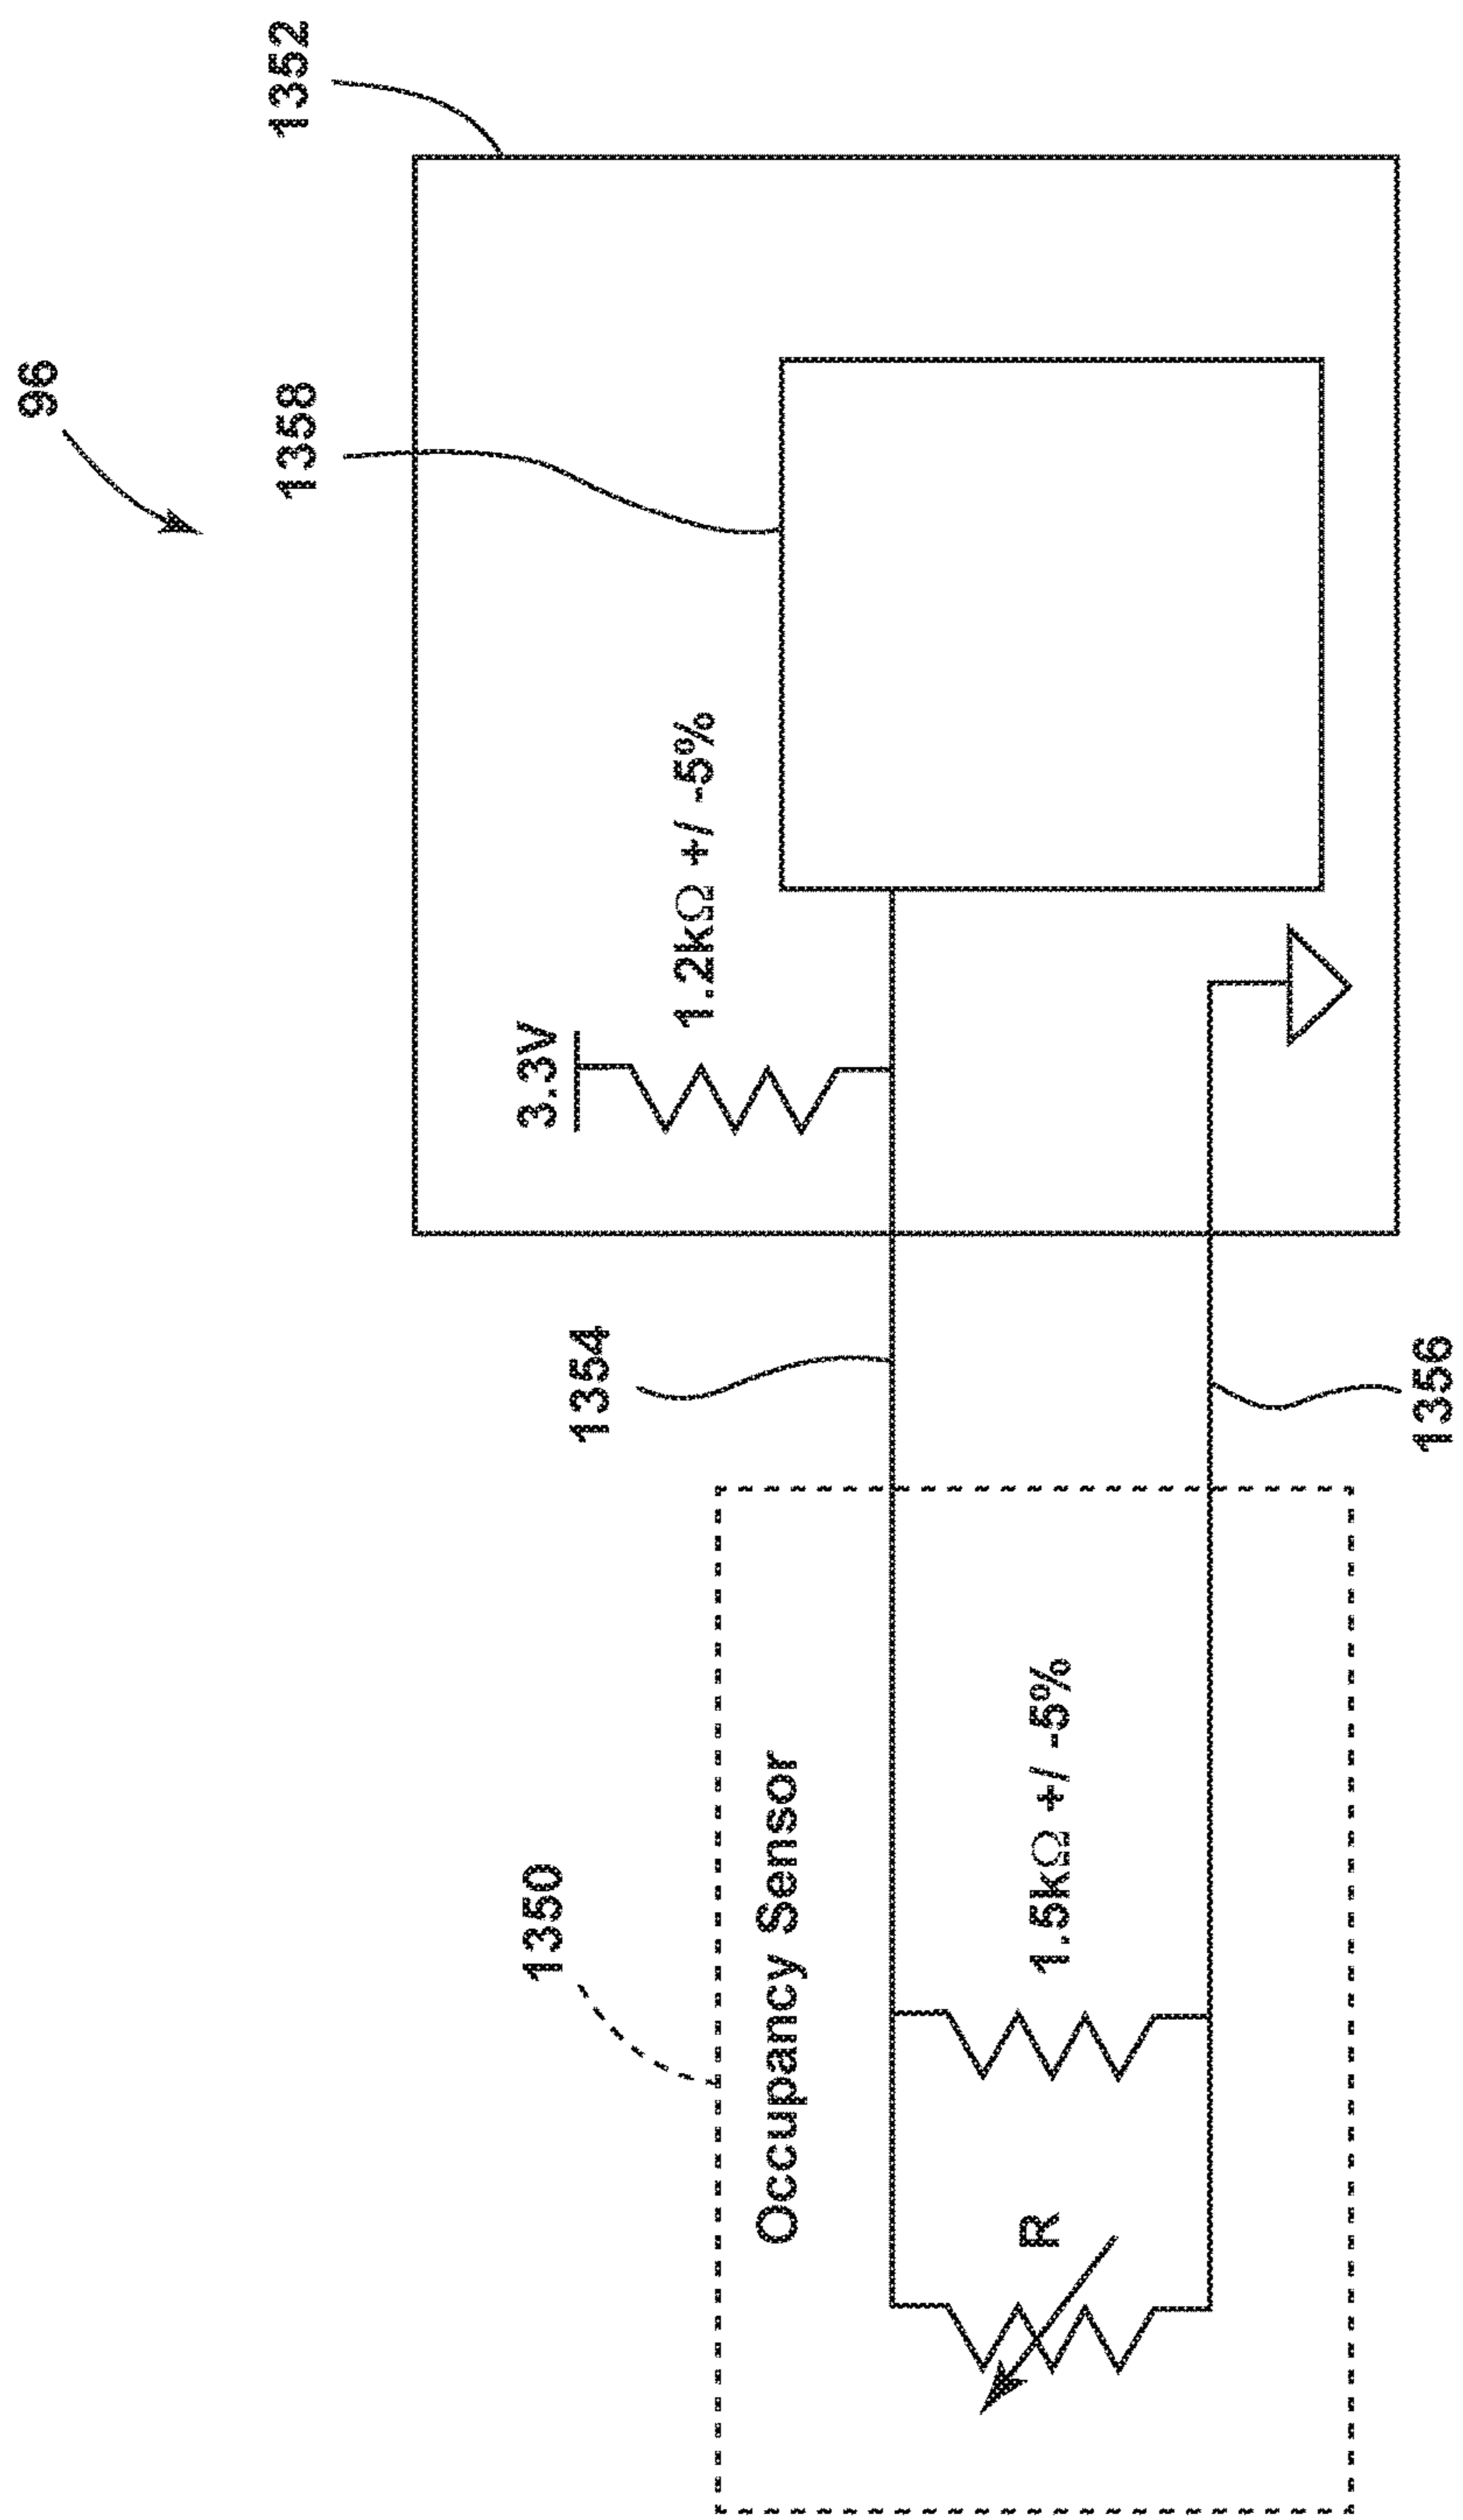 96
1352
1358
3.3V
1.2kΩ +/ -5%
1354
1356
1350
Occupancy Sensor
1.5kΩ +/ -5%
R